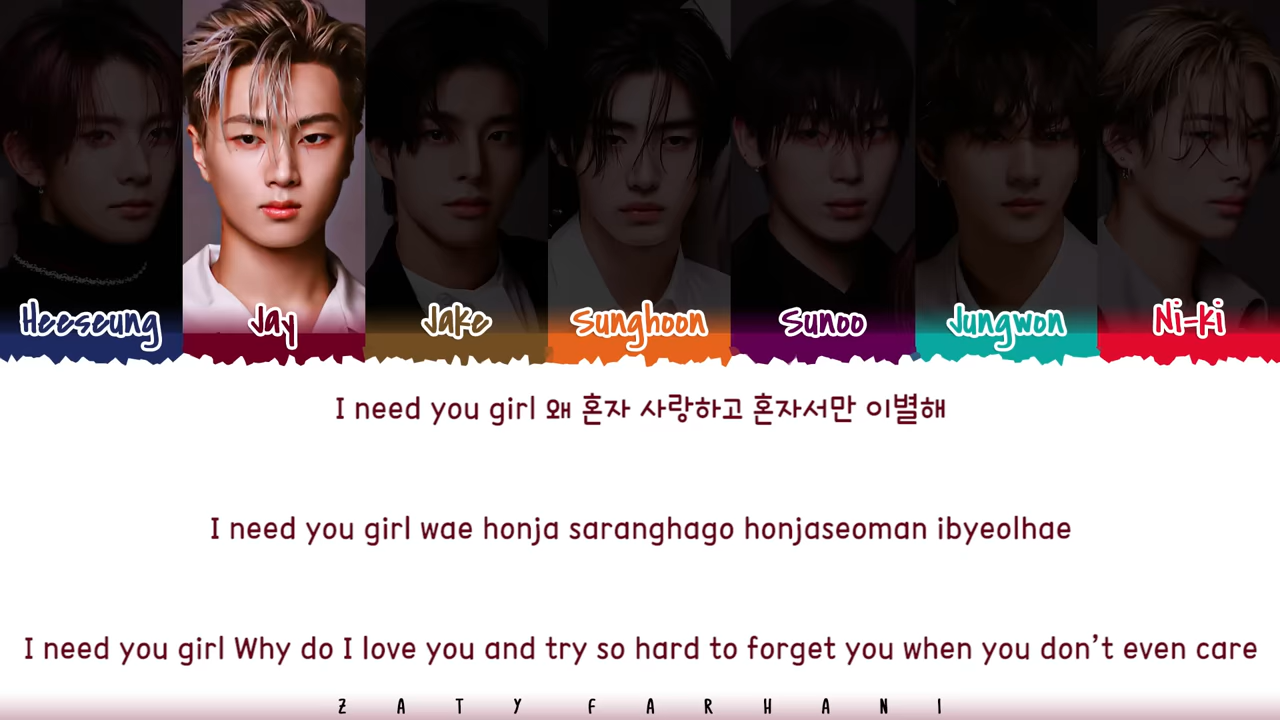 Heeseung Jay Jake Sunghoon Sunoo Jungwon Ni-ki
I need you girl 왜 혼자 사랑하고 혼자서만 이별해
I need you girl wae honja saranghago honjaseoman ibyeolhae
I need you girl Why do I love you and try so hard to forget you when you don't even care
ZATY FARHANI